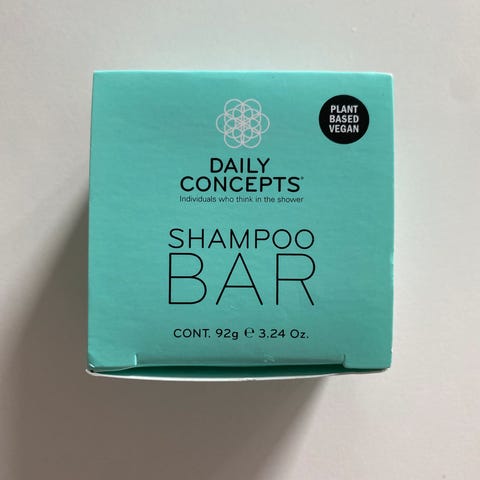 PLANT
BASED
VEGAN
DAILY
CONCEPTS®
Individuals who think in the shower
SHAMPOO
BAR
CONT. 92g ℮ 3.24 Oz.